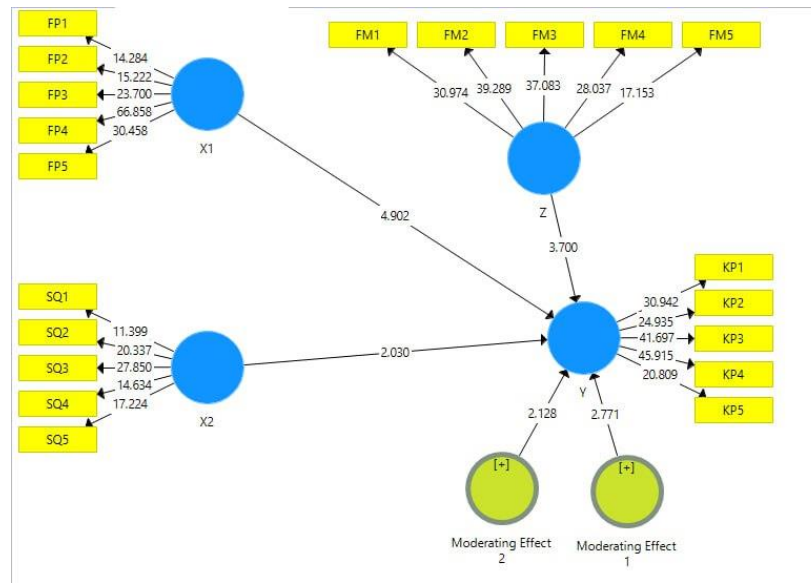 FP1
FP2
FP3
FP4
FP5
14.284
15.222
23.700
66.858
30.458
X1
FM1
FM2
FM3
FM4
FM5
30.974
39.289
37.083
28.037
17.153
Z
4.902
3.700
SQ1
SQ2
SQ3
SQ4
SQ5
11.399
20.337
27.850
14.634
17.224
X2
2.030
KP1
KP2
KP3
KP4
KP5
30.942
24.935
41.697
45.915
20.809
Y
2.128
2.771
[+]
[+]
Moderating Effect
2
Moderating Effect
1